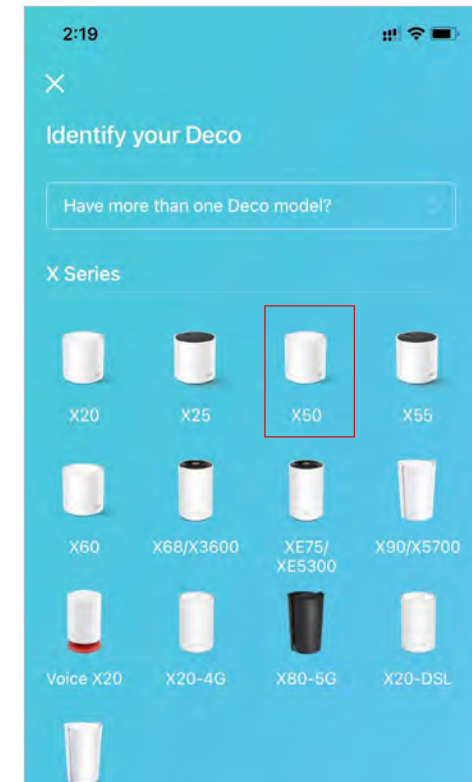 2:19
Identify your Deco
Have more than one Deco model?
X Series
X20 X25 X50 X55
X60 X68/X3600 XE75/ X90/X5700
XE5300
Voice X20 X20-4G X80-5G X20-DSL